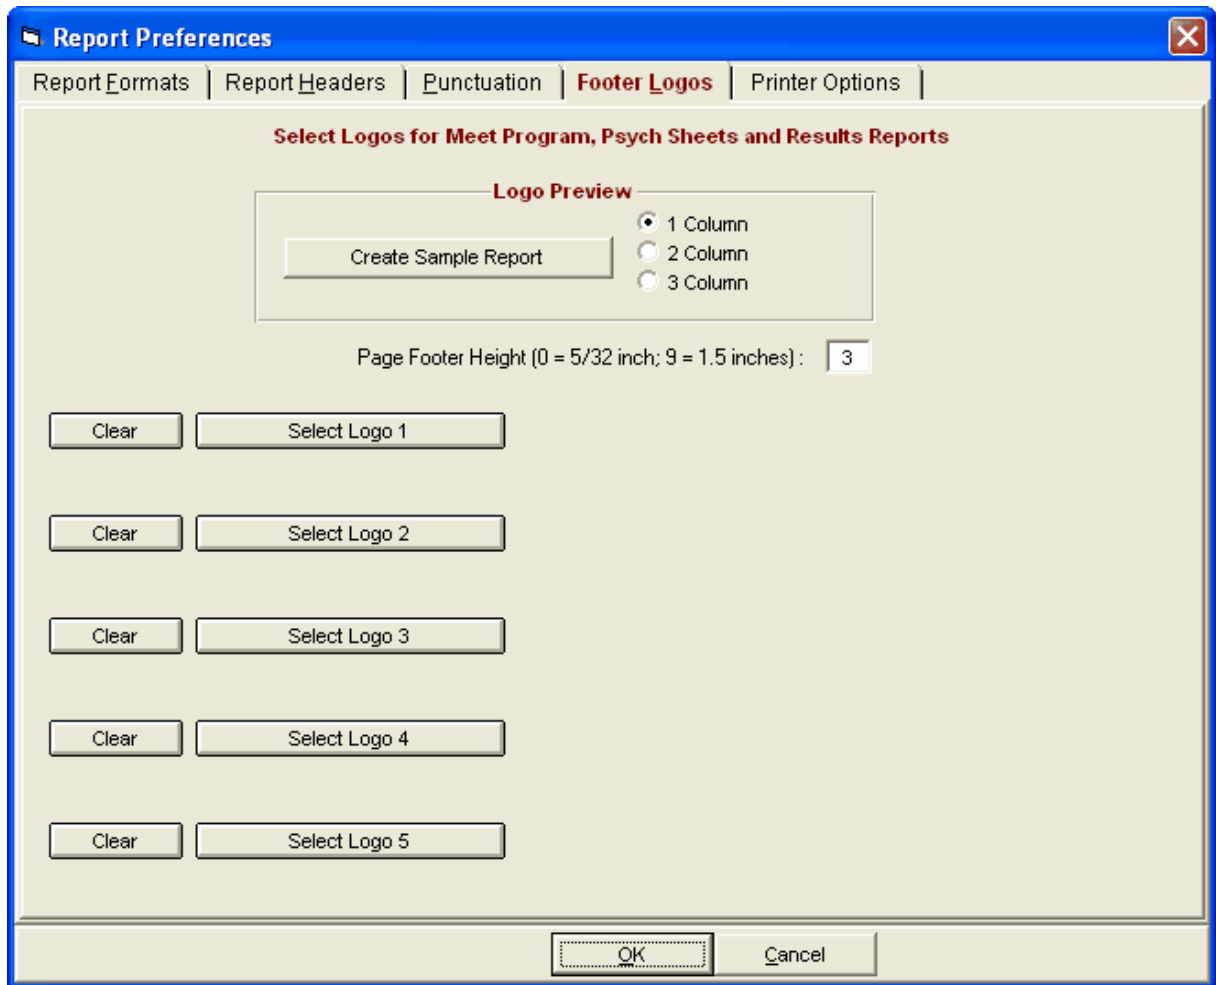 Report Preferences
Report Formats
Report Headers
Punctuation
Footer Logos
Printer Options
Select Logos for Meet Program, Psych Sheets and Results Reports
Logo Preview
Create Sample Report
1 Column
2 Column
3 Column
Page Footer Height (0 = 5/32 inch; 9 = 1.5 inches) : 3
Clear Select Logo 1
Clear Select Logo 2
Clear Select Logo 3
Clear Select Logo 4
Clear Select Logo 5
OK Cancel